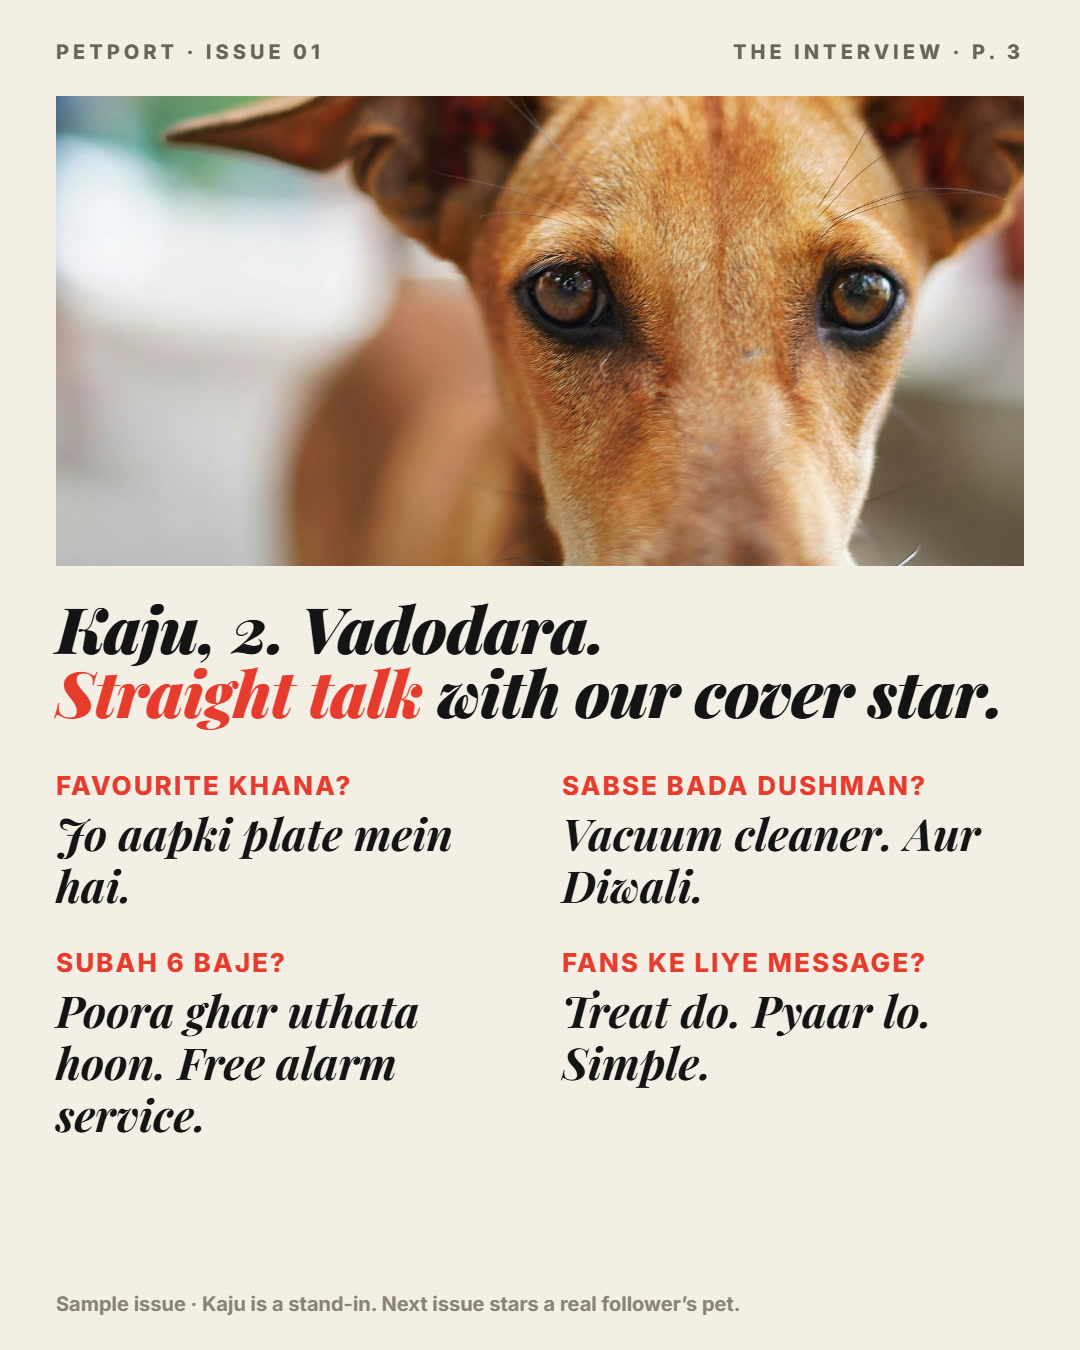 PETPORT · ISSUE 01
THE INTERVIEW · P. 3
Kaju, 2. Vadodara.
Straight talk with our cover star.
FAVOURITE KHANA?
Jo aapki plate mein
hai.
SABSE BADA DUSHMAN?
Vacuum cleaner. Aur
Diwali.
SUBAH 6 BAJE?
Poora ghar uthata
hoon. Free alarm
service.
FANS KE LIYE MESSAGE?
Treat do. Pyaar lo.
Simple.
Sample issue · Kaju is a stand-in. Next issue stars a real follower’s pet.